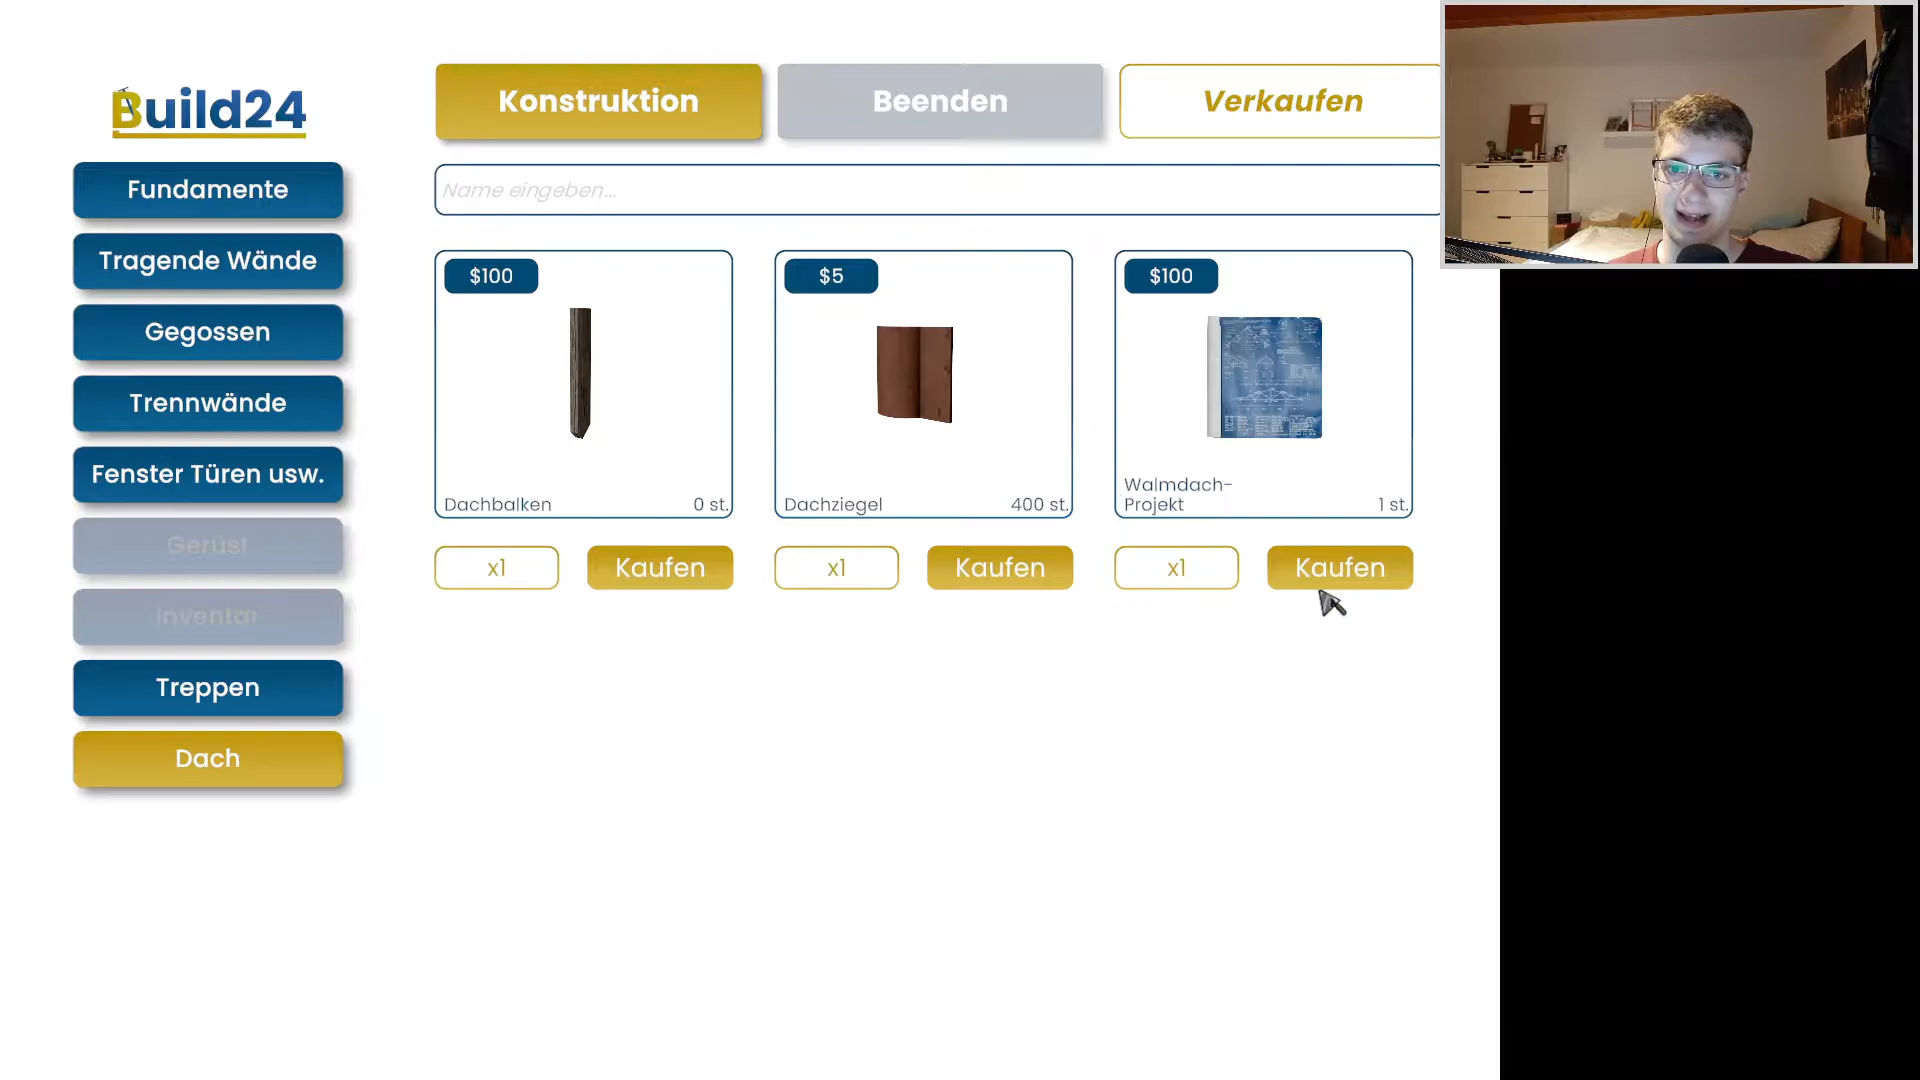 Build24
Konstruktion
Beenden
Verkaufen
Name eingeben...
Fundamente
Tragende Wände
Gegossen
Trennwände
Fenster Türen usw.
Gerüst
Inventar
Treppen
Dach
$100
Dachbalken
0 st.
x1
Kaufen
$5
Dachziegel
400 st.
x1
Kaufen
$100
Walmdach-
Projekt
1 st.
x1
Kaufen